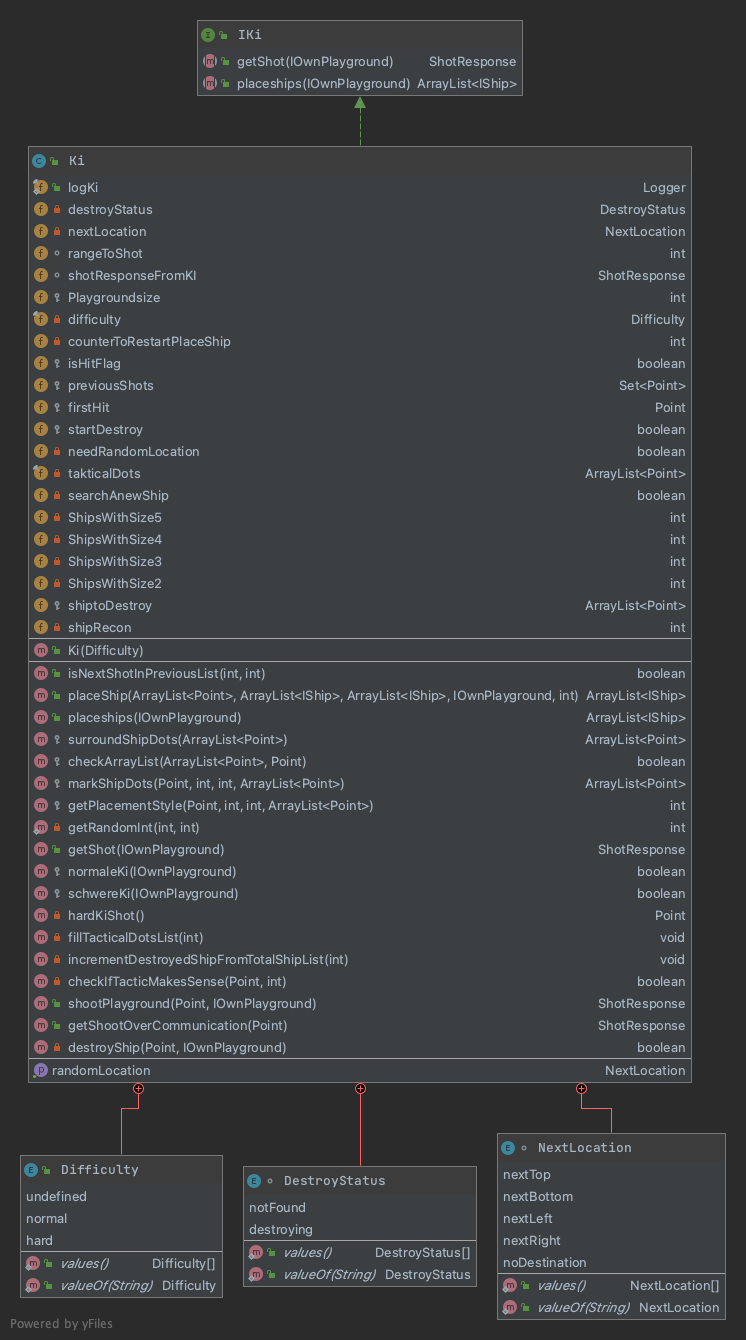 IKi
getShot(IOwnPlayground) ShotResponse
placeships(IOwnPlayground) ArrayList<IShip>
Ki
logKi Logger
destroyStatus DestroyStatus
nextLocation NextLocation
rangeToShot int
shotResponseFromKI ShotResponse
Playgroundsize int
difficulty Difficulty
counterToRestartPlaceShip int
isHitFlag boolean
previousShots Set<Point>
firstHit Point
startDestroy boolean
needRandomLocation boolean
takticalDots ArrayList<Point>
searchAnewShip boolean
ShipsWithSize5 int
ShipsWithSize4 int
ShipsWithSize3 int
ShipsWithSize2 int
shiptoDestroy ArrayList<Point>
shipRecon int
Ki(Difficulty)
isNextShotInPreviousList(int, int) boolean
placeShip(ArrayList<Point>, ArrayList<IShip>, ArrayList<IShip>, IOwnPlayground, int) ArrayList<IShip>
placeships(IOwnPlayground) ArrayList<IShip>
surroundShipDots(ArrayList<Point>) ArrayList<Point>
checkArrayList(ArrayList<Point>, Point) boolean
markShipDots(Point, int, int, ArrayList<Point>) ArrayList<Point>
getPlacementStyle(Point, int, int, ArrayList<Point>) int
getRandomInt(int, int) int
getShot(IOwnPlayground) ShotResponse
normaleKi(IOwnPlayground) boolean
schwereKi(IOwnPlayground) boolean
hardKiShot() Point
fillTacticalDotsList(int) void
incrementDestroyedShipFromTotalShipList(int) void
checkIfTacticMakesSense(Point, int) boolean
shootPlayground(Point, IOwnPlayground) ShotResponse
getShootOverCommunication(Point) ShotResponse
destroyShip(Point, IOwnPlayground) boolean
randomLocation NextLocation
Difficulty
undefined
normal
hard
values() Difficulty[]
valueOf(String) Difficulty
DestroyStatus
notFound
destroying
values() DestroyStatus[]
valueOf(String) DestroyStatus
NextLocation
nextTop
nextBottom
nextLeft
nextRight
noDestination
values() NextLocation[]
valueOf(String) NextLocation
Powered by yFiles